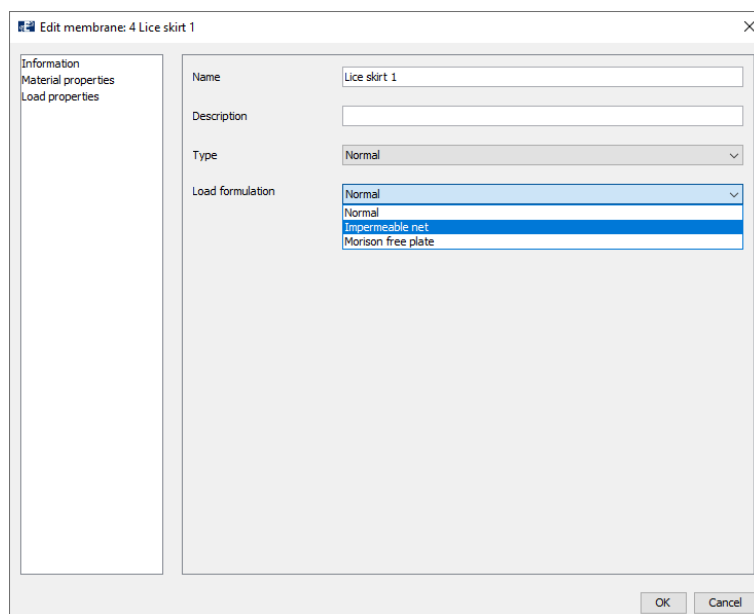 Edit membrane: 4 Lice skirt 1
Information
Material properties
Load properties
Name
Lice skirt 1
Description
Type
Normal
Load formulation
Normal
Normal
Impermeable net
Morison free plate
OK
Cancel